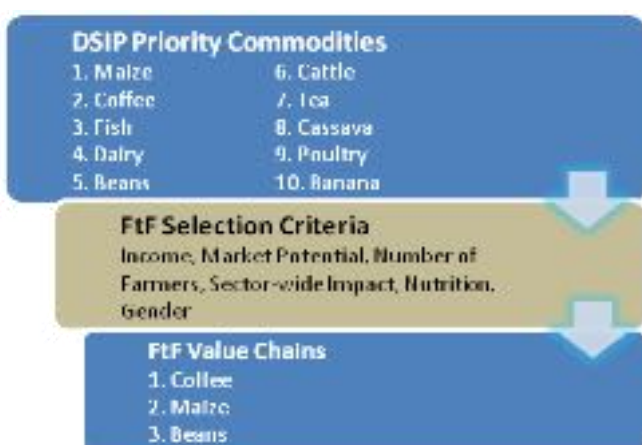 DSIP Priority Commodities
1. Maize 6. Cattle
2. Coffee 7. Tea
3. Fish 8. Cassava
4. Dairy 9. Poultry
5. Beans 10. Banana
FtF Selection Criteria
Income, Market Potential, Number of
Farmers, Sector-wide Impact, Nutrition,
Gender
FtF Value Chains
1. Coffee
2. Maize
3. Beans